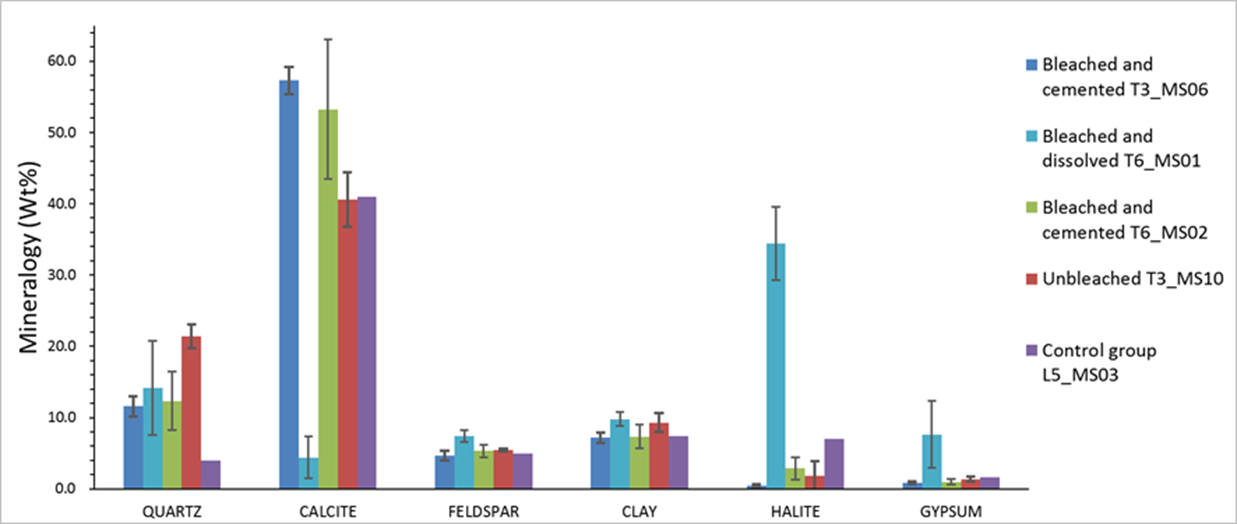 Mineralogy (Wt%)
60.0
50.0
40.0
30.0
20.0
10.0
0.0
QUARTZ
CALCITE
FELDSPAR
CLAY
HALITE
GYPSUM
Bleached and
cemented T3_MS06
Bleached and
dissolved T6_MS01
Bleached and
cemented T6_MS02
Unbleached T3_MS10
Control group
L5_MS03